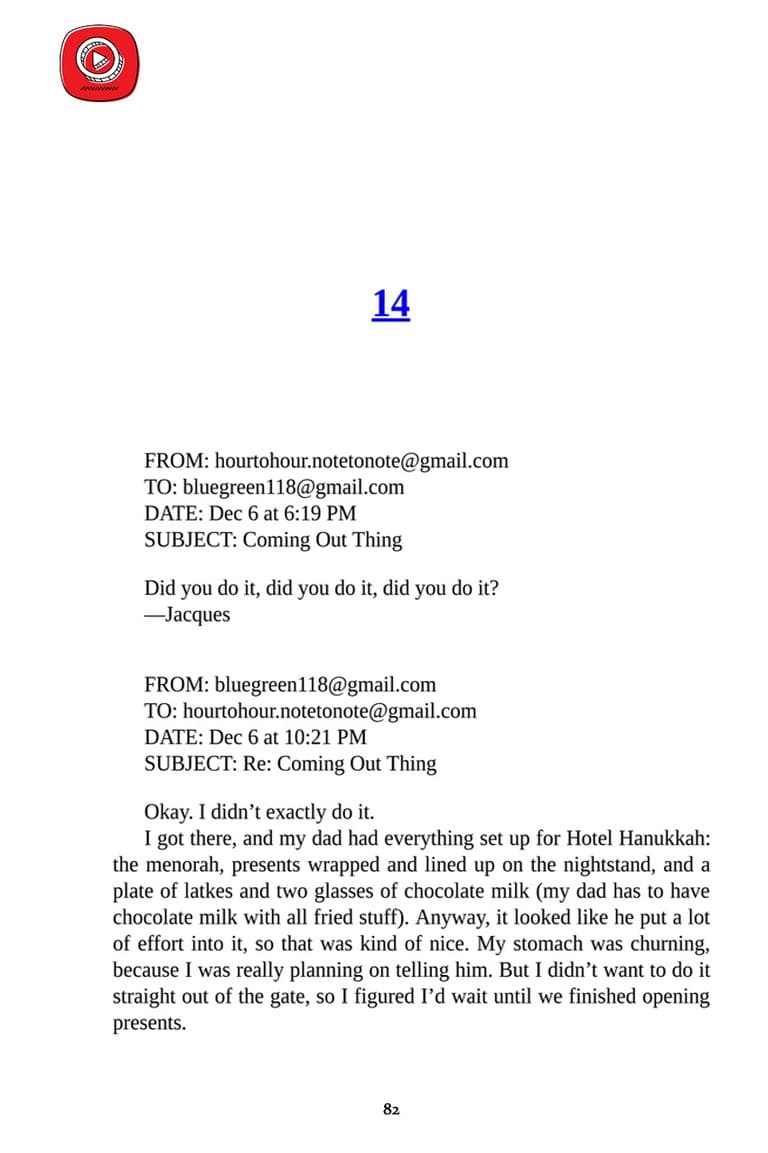 14
FROM: hourtohour.notetonote@gmail.com
TO: bluegreen118@gmail.com
DATE: Dec 6 at 6:19 PM
SUBJECT: Coming Out Thing
Did you do it, did you do it, did you do it?
—Jacques
FROM: bluegreen118@gmail.com
TO: hourtohour.notetonote@gmail.com
DATE: Dec 6 at 10:21 PM
SUBJECT: Re: Coming Out Thing
Okay. I didn’t exactly do it.
I got there, and my dad had everything set up for Hotel Hanukkah:
the menorah, presents wrapped and lined up on the nightstand, and a
plate of latkes and two glasses of chocolate milk (my dad has to have
chocolate milk with all fried stuff). Anyway, it looked like he put a lot
of effort into it, so that was kind of nice. My stomach was churning,
because I was really planning on telling him. But I didn’t want to do it
straight out of the gate, so I figured I’d wait until we finished opening
presents.
82